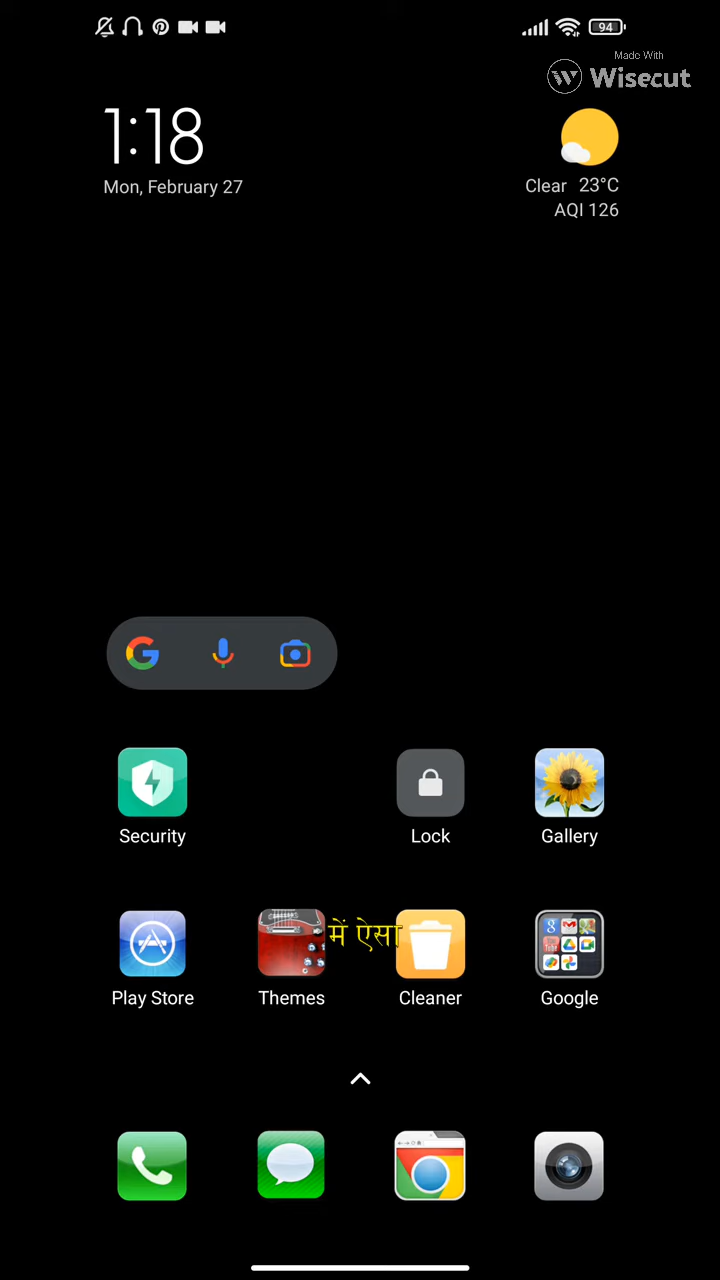 94
Made With
Wisecut
1:18
Mon, February 27
Clear 23°C
AQI 126
Security
Lock
Gallery
में ऐसा
Play Store
Themes
Cleaner
Google